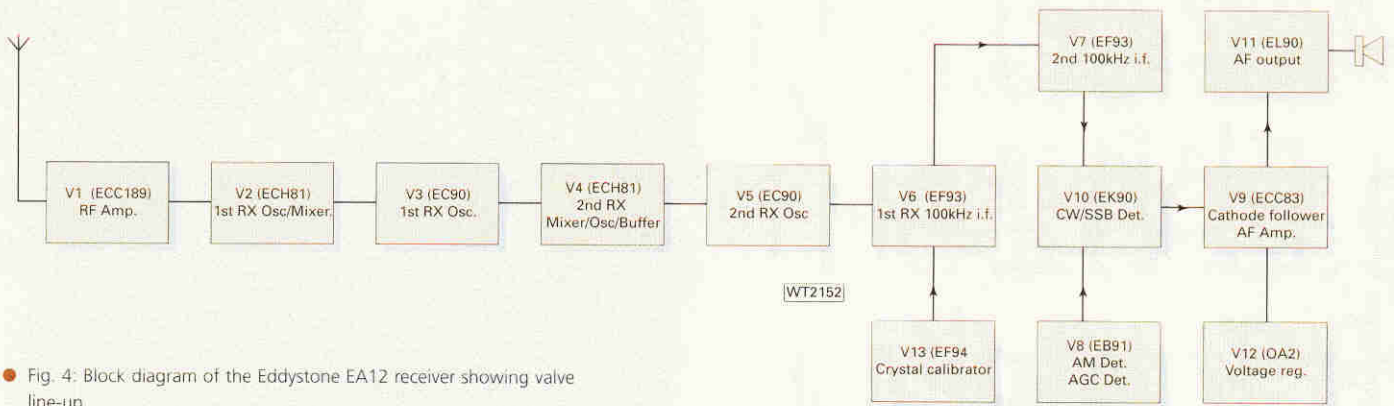 V7 (EF93)
2nd 100kHz i.f.
V11 (EL90)
AF output
V1 (ECC189)
RF Amp.
V2 (ECH81)
1st RX Osc/Mixer.
V3 (EC90)
1st RX Osc.
V4 (ECH81)
2nd RX
Mixer/Osc/Buffer
V5 (EC90)
2nd RX Osc
V6 (EF93)
1st RX 100kHz i.f.
V10 (EK90)
CW/SSB Det.
V9 (ECC83)
Cathode follower
AF Amp.
WT2152
V13 (EF94
Crystal calibrator
V8 (EB91)
AM Det.
AGC Det.
V12 (OA2)
Voltage reg.
Fig. 4: Block diagram of the Eddystone EA12 receiver showing valve
line-up.